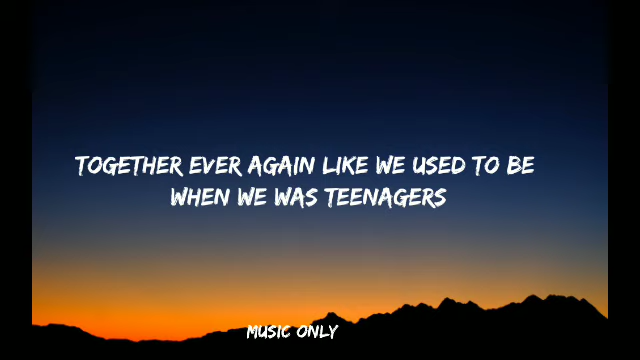 TOGETHER EVER AGAIN LIKE WE USED TO BE
WHEN WE WAS TEENAGERS
MUSIC ONLY